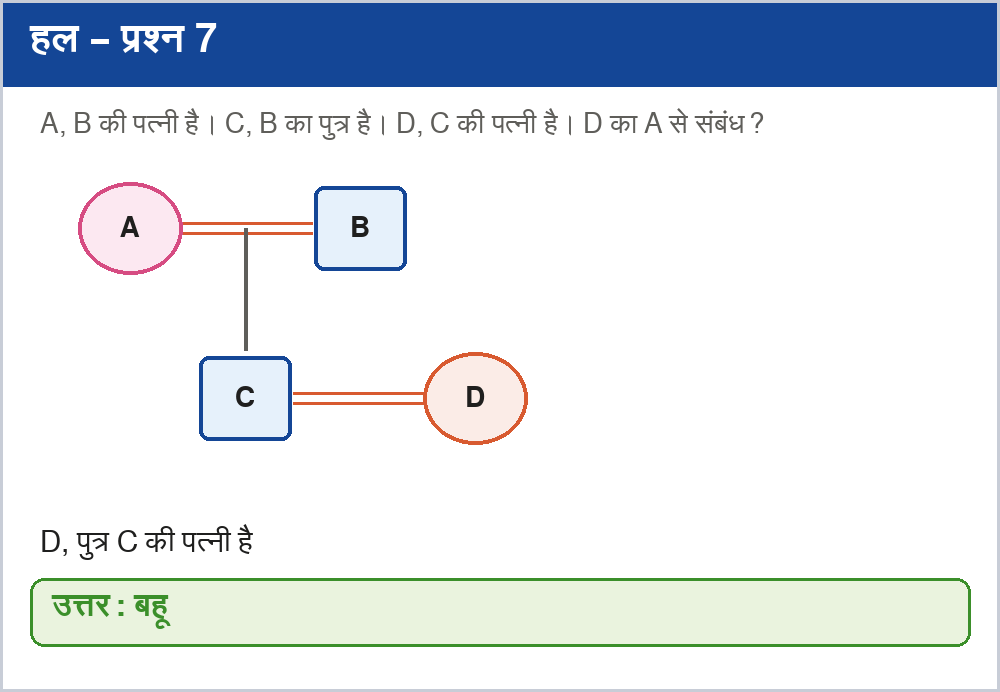 हल – प्रश्न 7
A, B की पत्नी है। C, B का पुत्र है। D, C की पत्नी है। D का A से संबंध ?
A
B
C
D
D, पुत्र C की पत्नी है
उत्तर : बहू